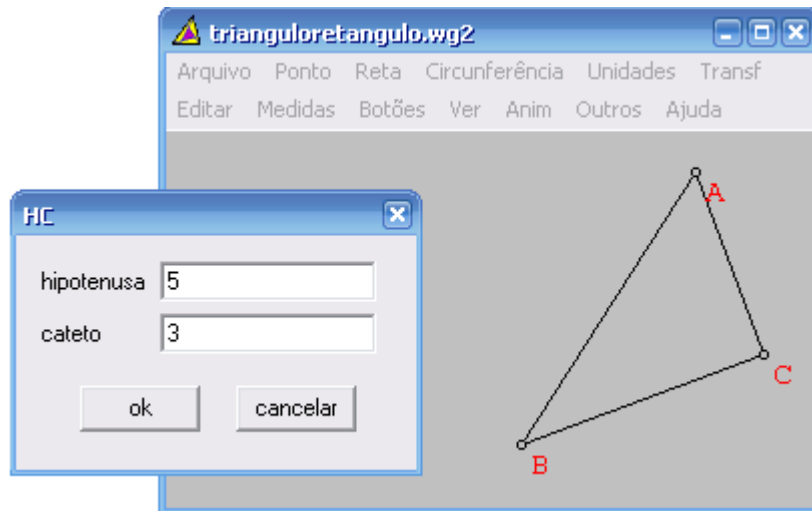 trianguloretangulo.wg2
Arquivo Ponto Reta Circunferência Unidades Transf
Editar Medidas Botões Ver Anim Outros Ajuda
A
HC
hipotenusa 5
cateto 3
C
ok cancelar
B